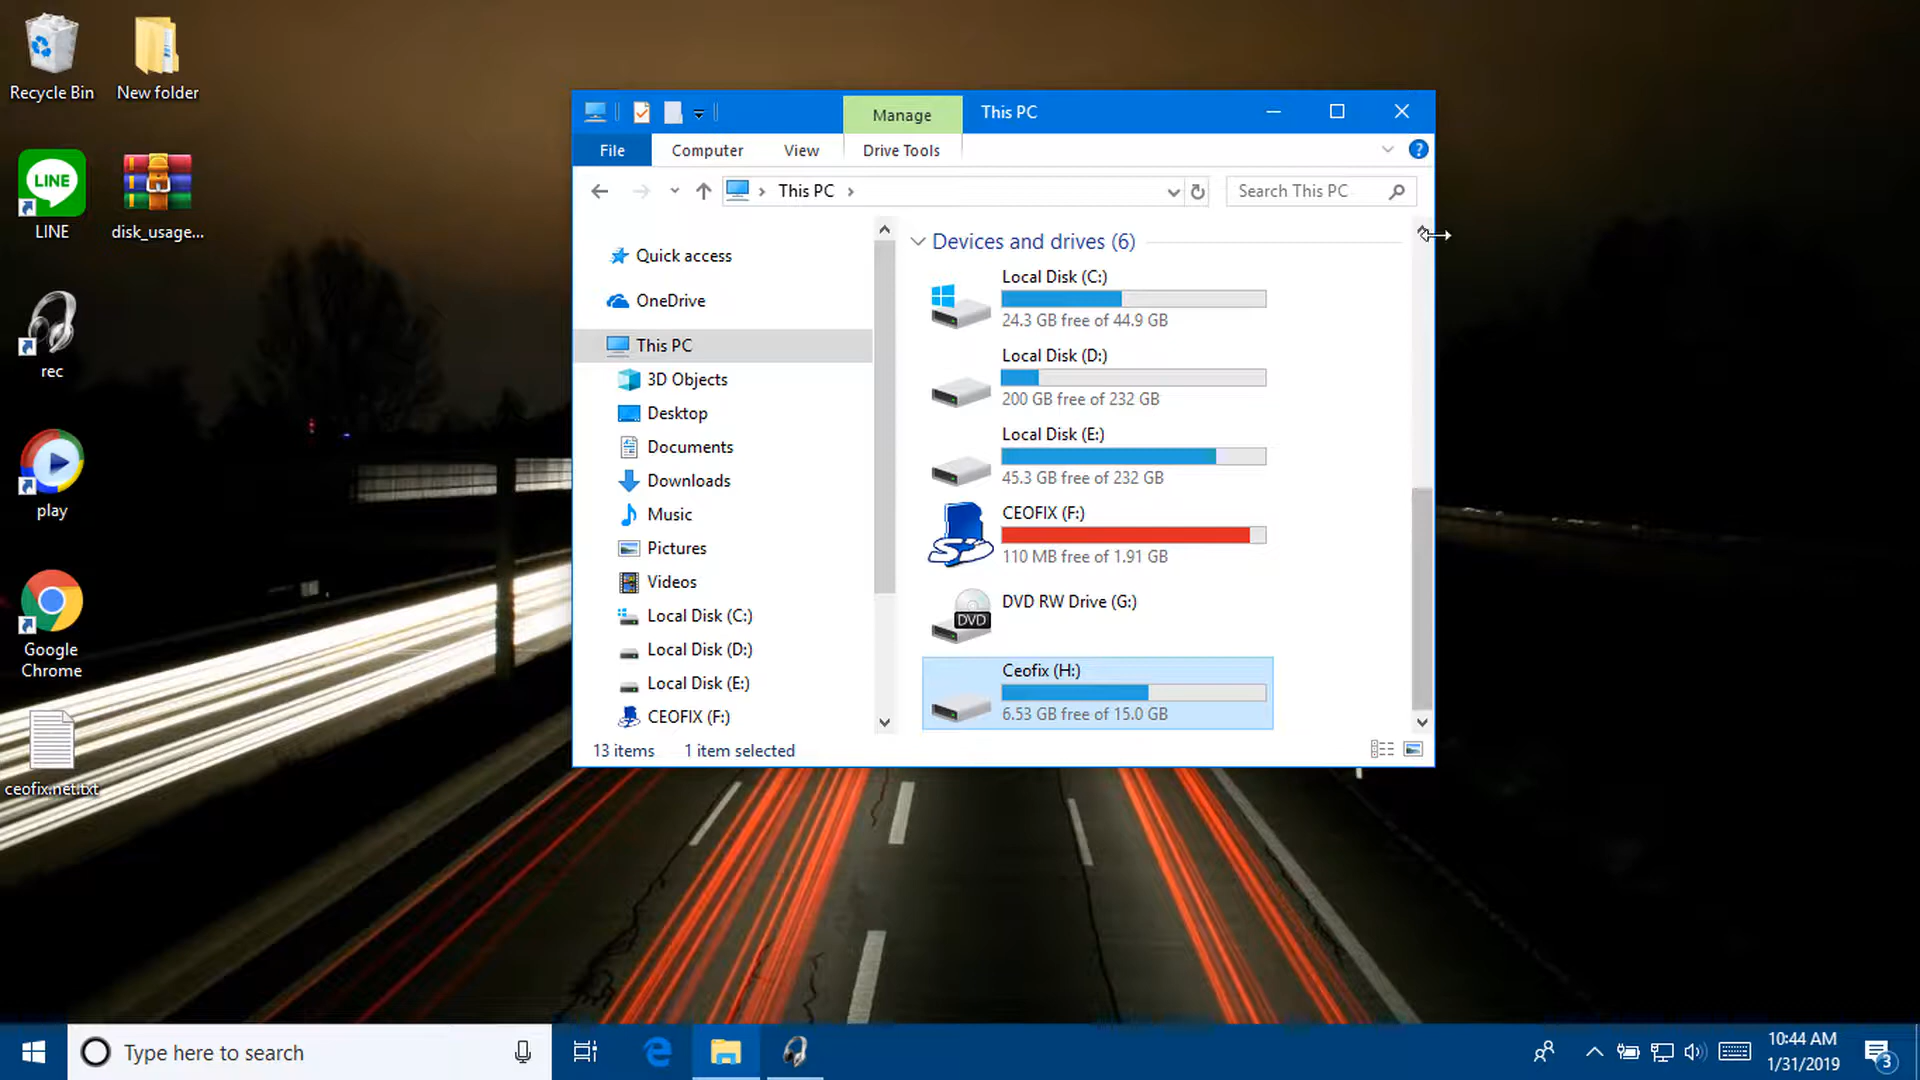 Recycle Bin
New folder
LINE
LINE
disk_usage...
rec
play
Google
Chrome
ceofix.net.txt
Manage
This PC
File
Computer
View
Drive Tools
?
This PC
Search This PC
Quick access
OneDrive
This PC
3D Objects
Desktop
Documents
Downloads
Music
Pictures
Videos
Local Disk (C:)
Local Disk (D:)
Local Disk (E:)
CEOFIX (F:)
Devices and drives (6)
Local Disk (C:)
24.3 GB free of 44.9 GB
Local Disk (D:)
200 GB free of 232 GB
Local Disk (E:)
45.3 GB free of 232 GB
CEOFIX (F:)
110 MB free of 1.91 GB
SD
DVD RW Drive (G:)
DVD
Ceofix (H:)
6.53 GB free of 15.0 GB
13 items
1 item selected
Type here to search
10:44 AM
1/31/2019
3